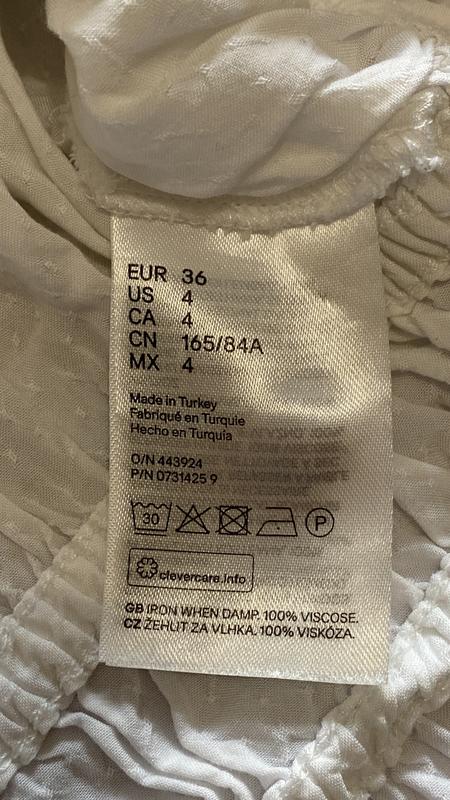 EUR 36
US 4
CA 4
CN 165/84A
MX 4
Made in Turkey
Fabriqué en Turquie
Hecho en Turquía
O/N 443924
P/N 0731425 9
30
P
clevercare.info
GB IRON WHEN DAMP. 100% VISCOSE.
CZ ŽEHLIT ZA VLHKA. 100% VISKÓZA.